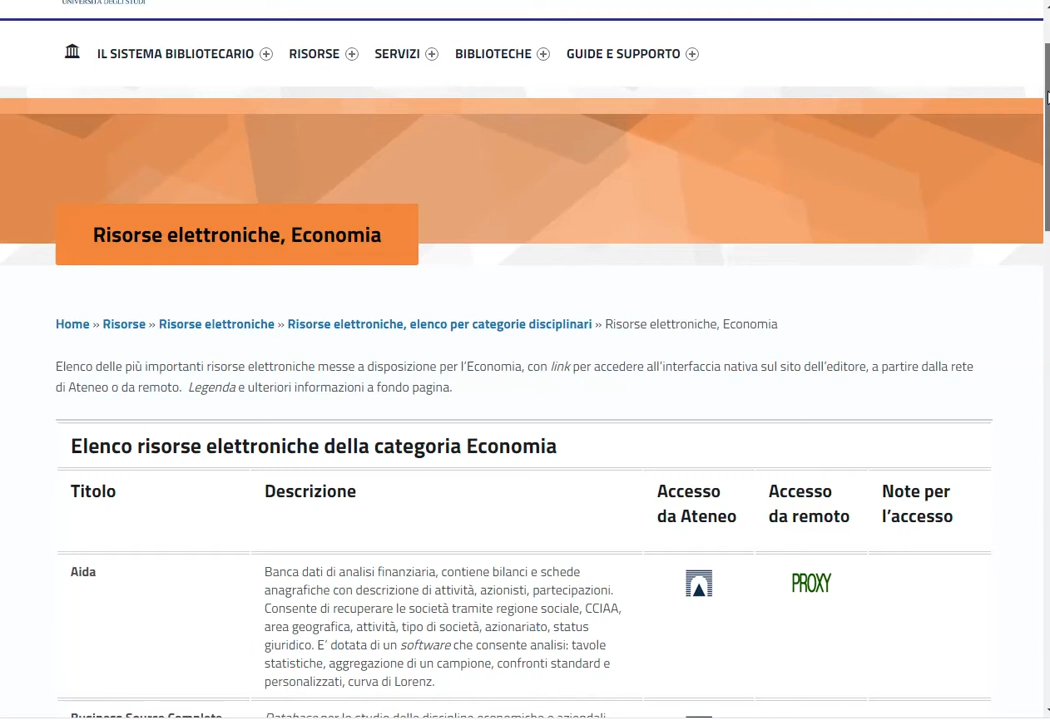 UNIVERSITÀ DEGLI STUDI
IL SISTEMA BIBLIOTECARIO RISORSE SERVIZI BIBLIOTECHE GUIDE E SUPPORTO
Risorse elettroniche, Economia
Home » Risorse » Risorse elettroniche » Risorse elettroniche, elenco per categorie disciplinari » Risorse elettroniche, Economia
Elenco delle più importanti risorse elettroniche messe a disposizione per l'Economia, con link per accedere all'interfaccia nativa sul sito dell'editore, a partire dalla rete
di Ateneo o da remoto. Legenda e ulteriori informazioni a fondo pagina.
Elenco risorse elettroniche della categoria Economia
Titolo Descrizione Accesso da Ateneo Accesso da remoto Note per l'accesso
Aida
Banca dati di analisi finanziaria, contiene bilanci e schede
anagrafiche con descrizione di attività, azionisti, partecipazioni.
Consente di recuperare le società tramite regione sociale, CCIAA,
area geografica, attività, tipo di società, azionariato, status
giuridico. E' dotata di un software che consente analisi: tavole
statistiche, aggregazione di un campione, confronti standard e
personalizzati, curva di Lorenz.
PROXY
Business Source Complete
Database per lo studio delle discipline economiche e aziendali